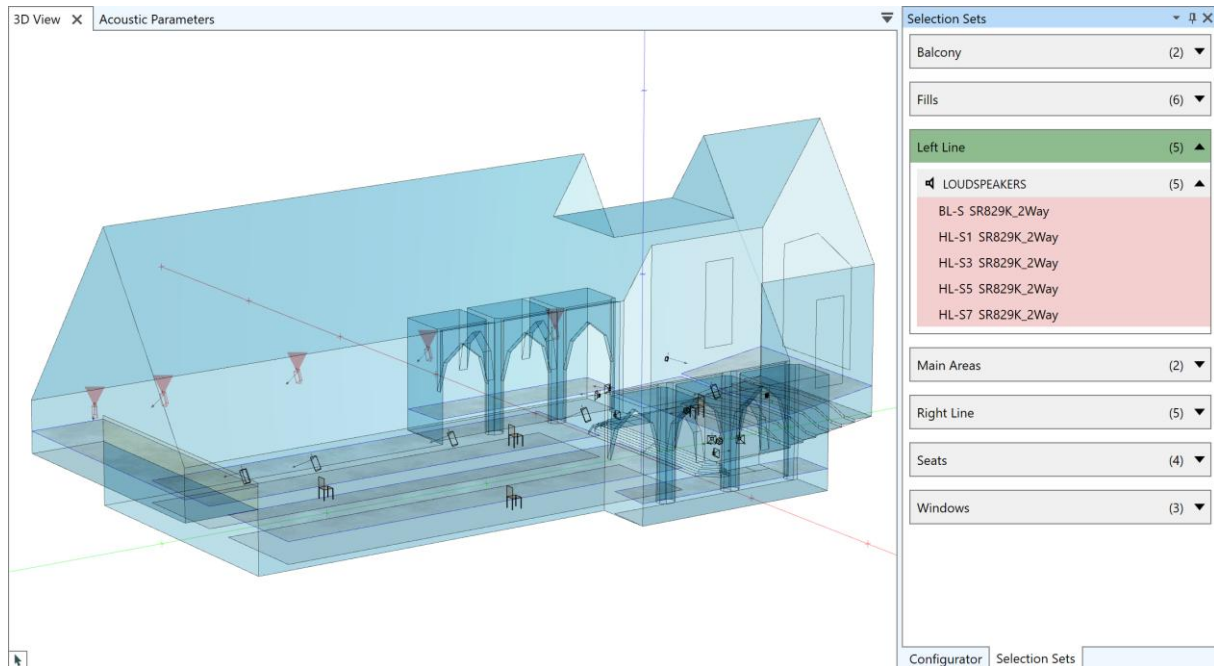 3D View
Acoustic Parameters
Selection Sets
Balcony (2)
Fills (6)
Left Line (5)
LOUDSPEAKERS (5)
BL-S SR829K_2Way
HL-S1 SR829K_2Way
HL-S3 SR829K_2Way
HL-S5 SR829K_2Way
HL-S7 SR829K_2Way
Main Areas (2)
Right Line (5)
Seats (4)
Windows (3)
Configurator
Selection Sets